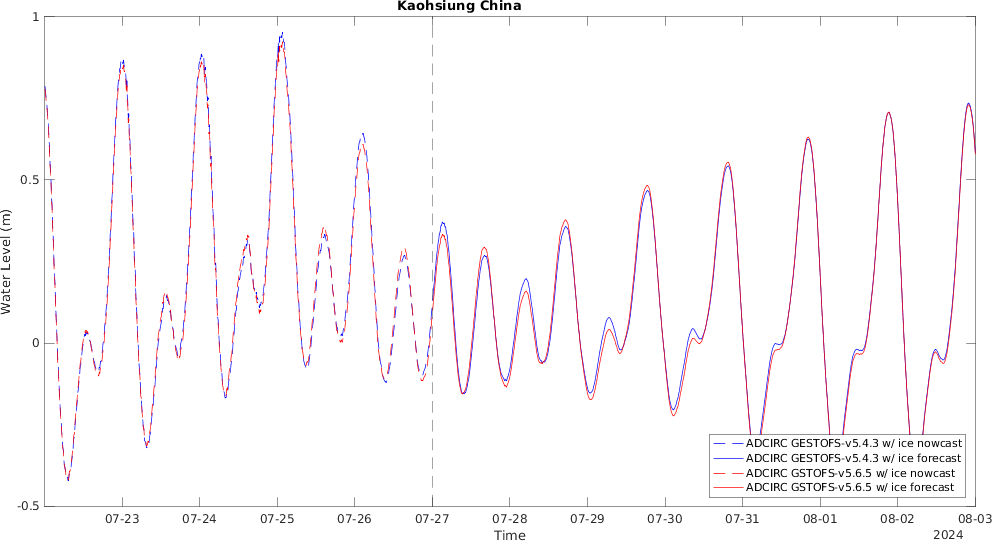 Kaohsiung China
1
0.5
0
-0.5
Water Level (m)
ADCIRC GESTOFS-v5.4.3 w/ ice nowcast
ADCIRC GESTOFS-v5.4.3 w/ ice forecast
ADCIRC GSTOFS-v5.6.5 w/ ice nowcast
ADCIRC GSTOFS-v5.6.5 w/ ice forecast
07-23 07-24 07-25 07-26 07-27 07-28 07-29 07-30 07-31 08-01 08-02 08-03
Time
2024